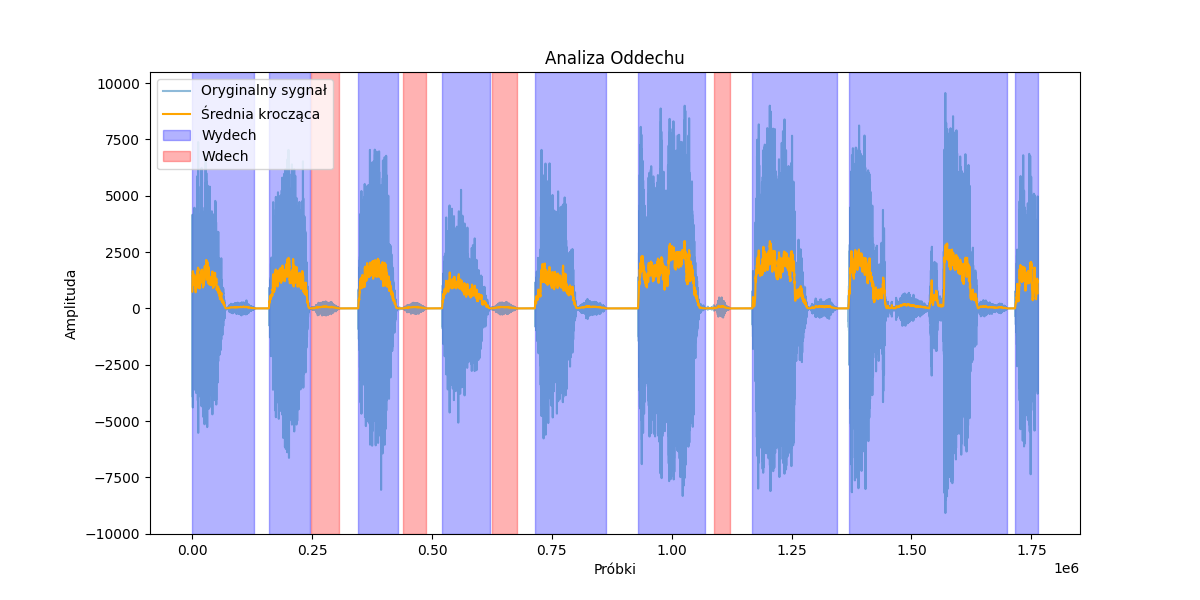 Analiza Oddechu
Oryginalny sygnał
Średnia krocząca
Wydech
Wdech
Amplituda
10000
7500
5000
2500
0
−2500
−5000
−7500
−10000
0.00
0.25
0.50
0.75
1.00
1.25
1.50
1.75
1e6
Próbki